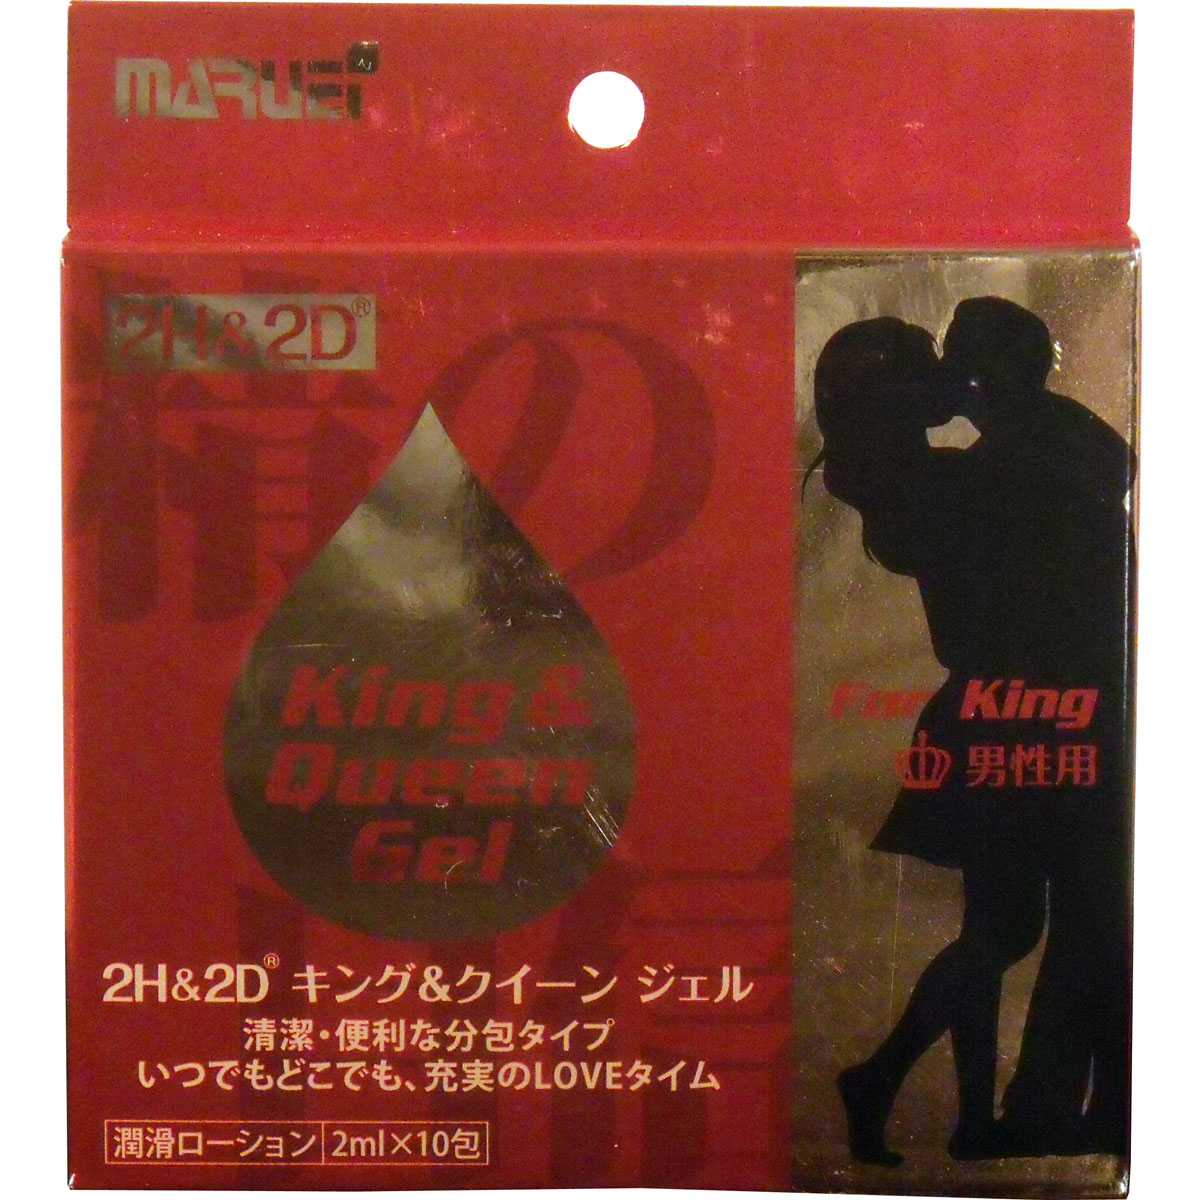 MARUEI
2H&2D®
King &
Queen
Gel
For King
男性用
2H&2D® キング&クイーン ジェル
清潔・便利な分包タイプ
いつでもどこでも、充実のLOVEタイム
潤滑ローション 2ml×10包